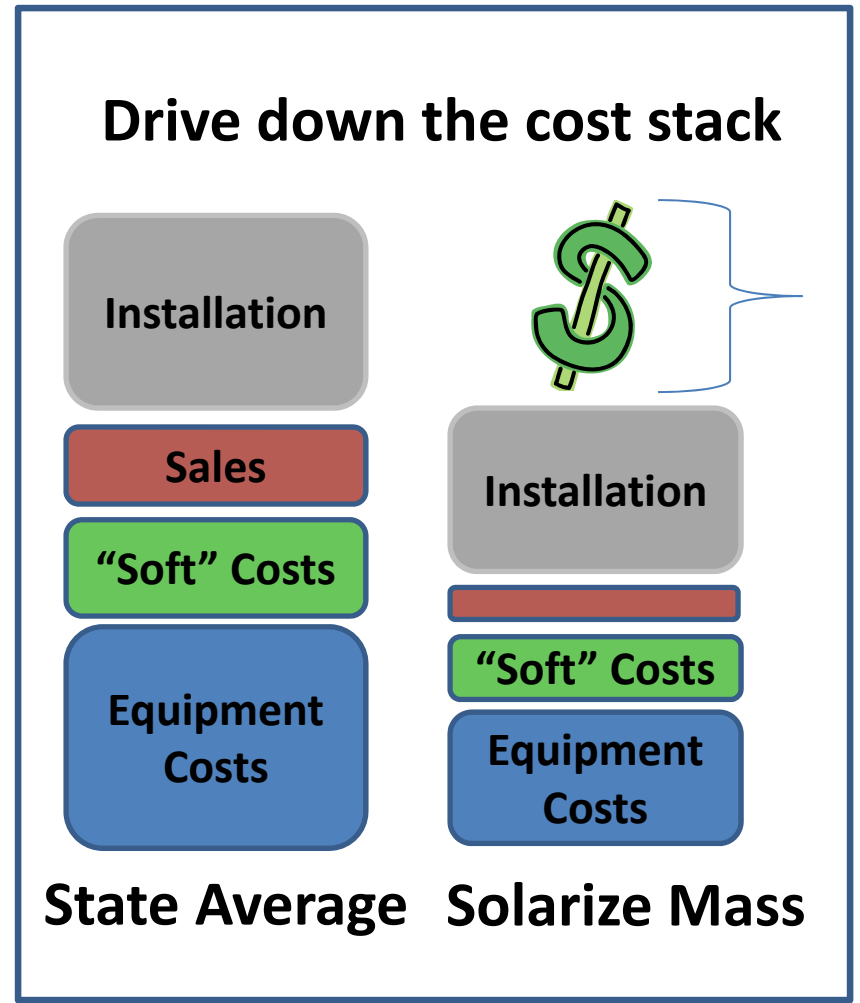 Drive down the cost stack
Installation
Sales
“Soft” Costs
Equipment
Costs
State Average
Installation
“Soft” Costs
Equipment
Costs
Solarize Mass